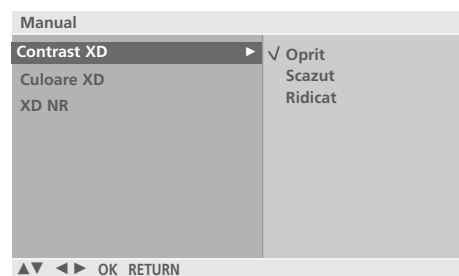 Manual
Contrast XD ►
Culoare XD
XD NR
√ Oprit
Scazut
Ridicat
▲▼ ◄ ► OK RETURN